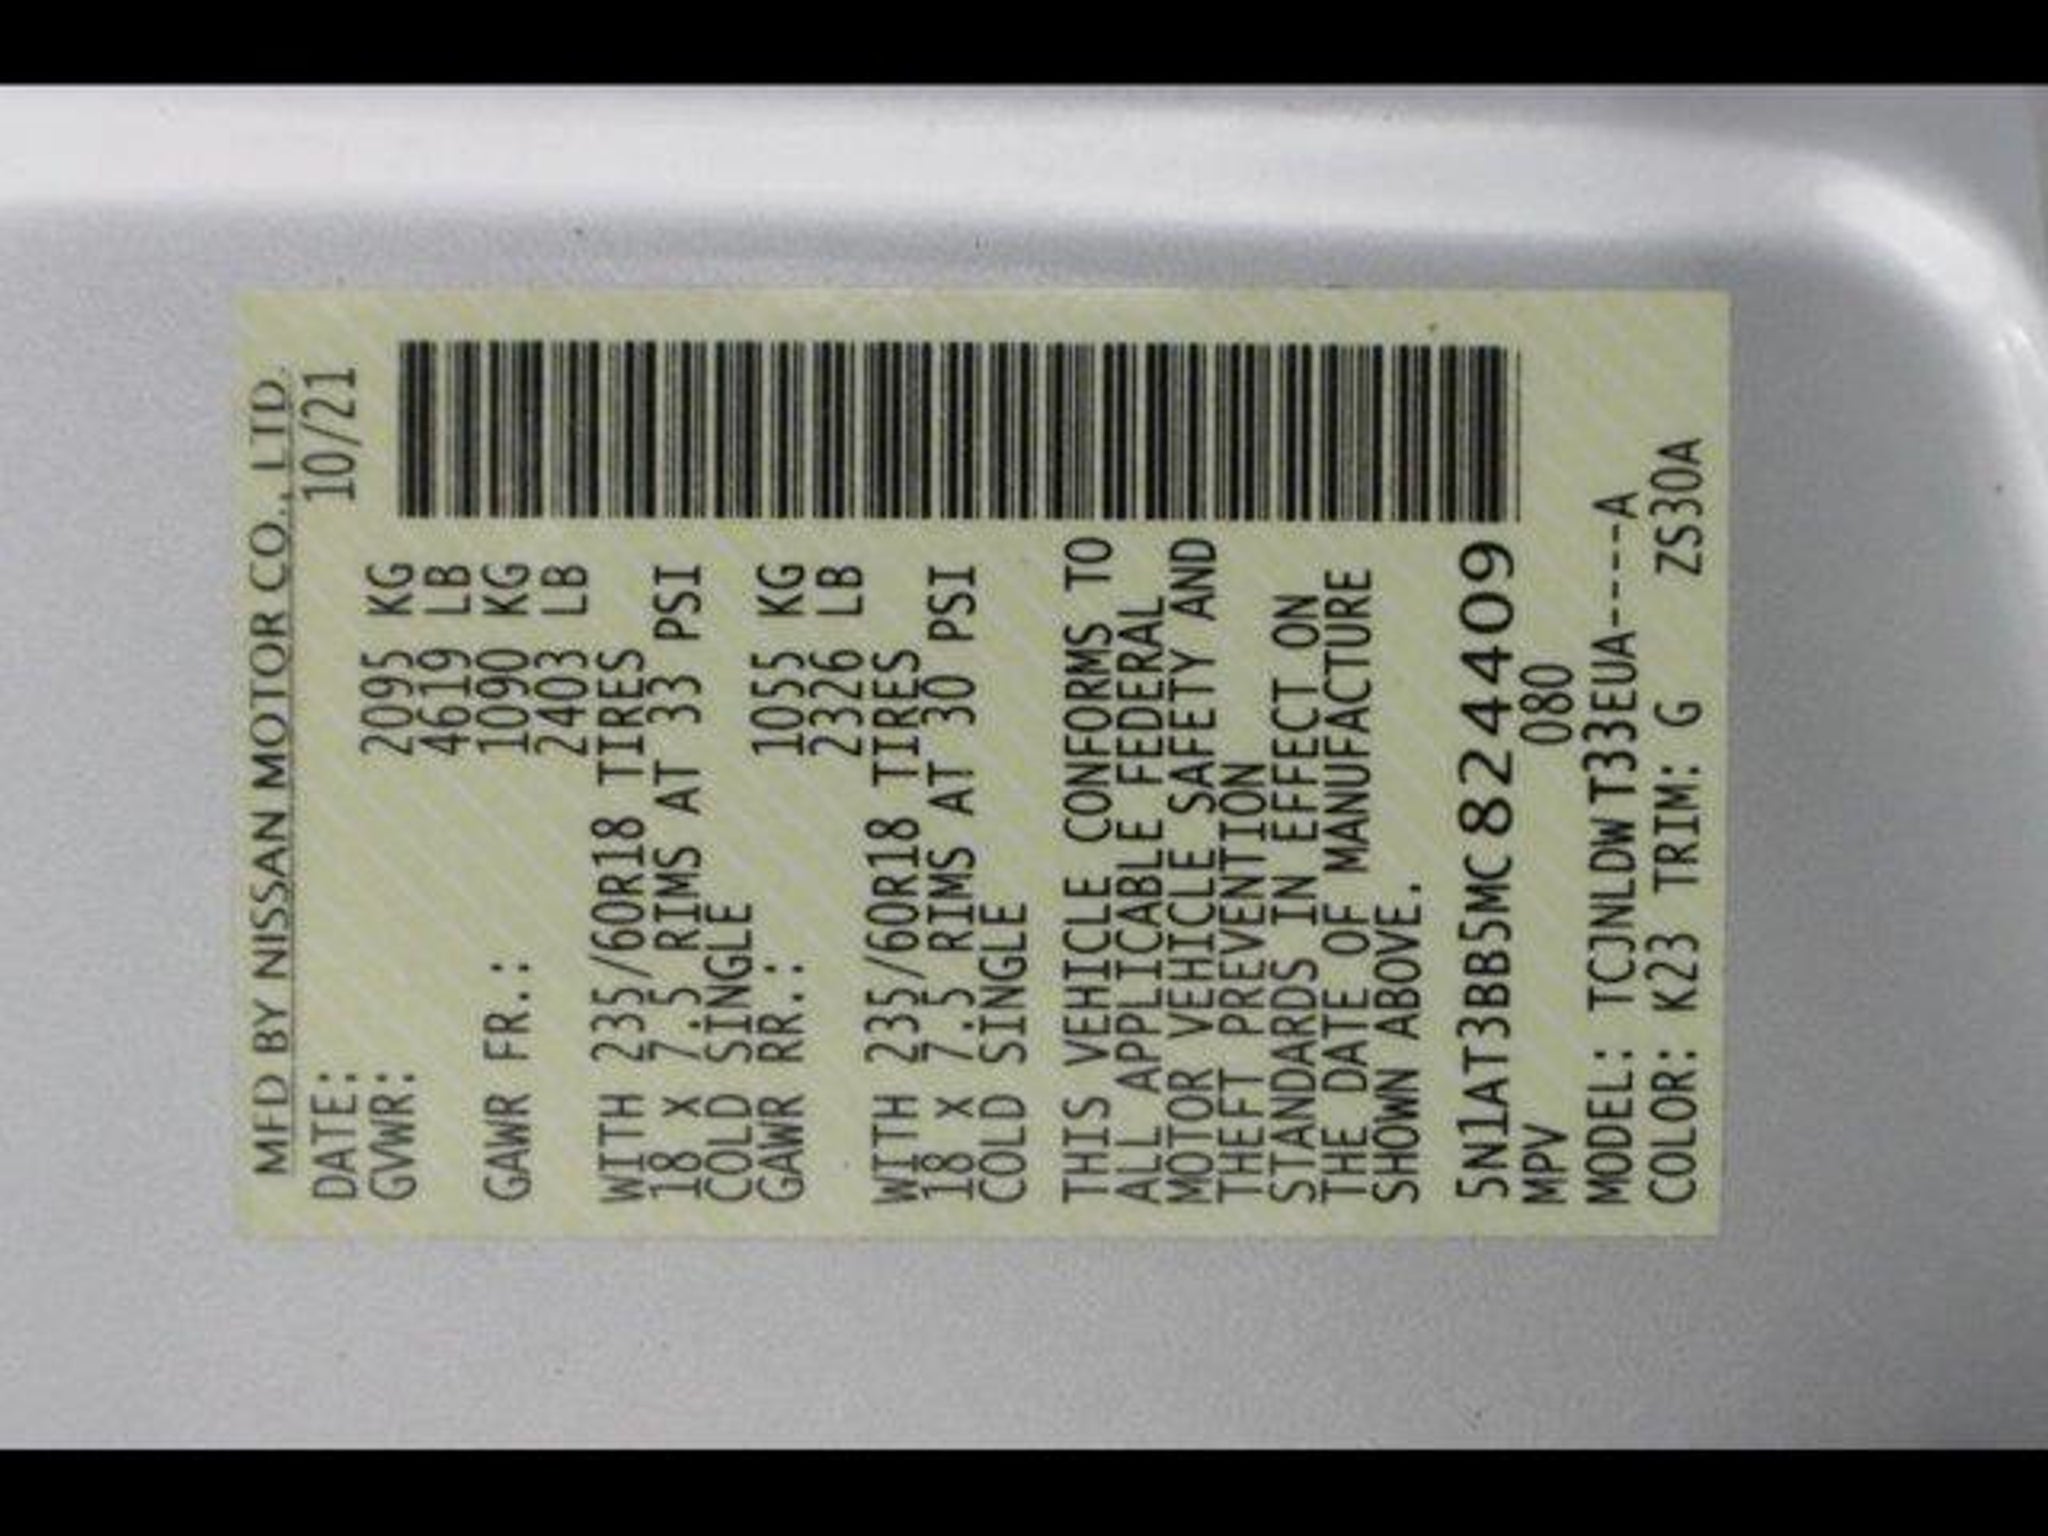 MFD BY NISSAN MOTOR CO., LTD.
DATE: 10/21
GVWR: 2095 KG
4619 LB
GAWR FR.: 1090 KG
2403 LB
WITH 235/60R18 TIRES
18 X 7.5 RIMS AT 33 PSI
COLD SINGLE
GAWR RR.: 1055 KG
2326 LB
WITH 235/60R18 TIRES
18 X 7.5 RIMS AT 30 PSI
COLD SINGLE
THIS VEHICLE CONFORMS TO
ALL APPLICABLE FEDERAL
MOTOR VEHICLE SAFETY AND
THEFT PREVENTION
STANDARDS IN EFFECT ON
THE DATE OF MANUFACTURE
SHOWN ABOVE.
5N1AT3BB5MC824409
MPV 080
MODEL: TCJNLDWT33EUA-----A
COLOR: K23 TRIM: G ZS30A